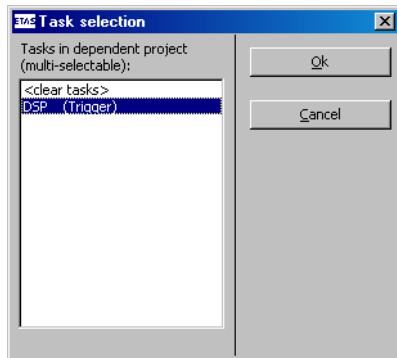 ETAS Task selection
Tasks in dependent project
(multi-selectable):
<clear tasks>
DSP (Trigger)
Ok
Cancel